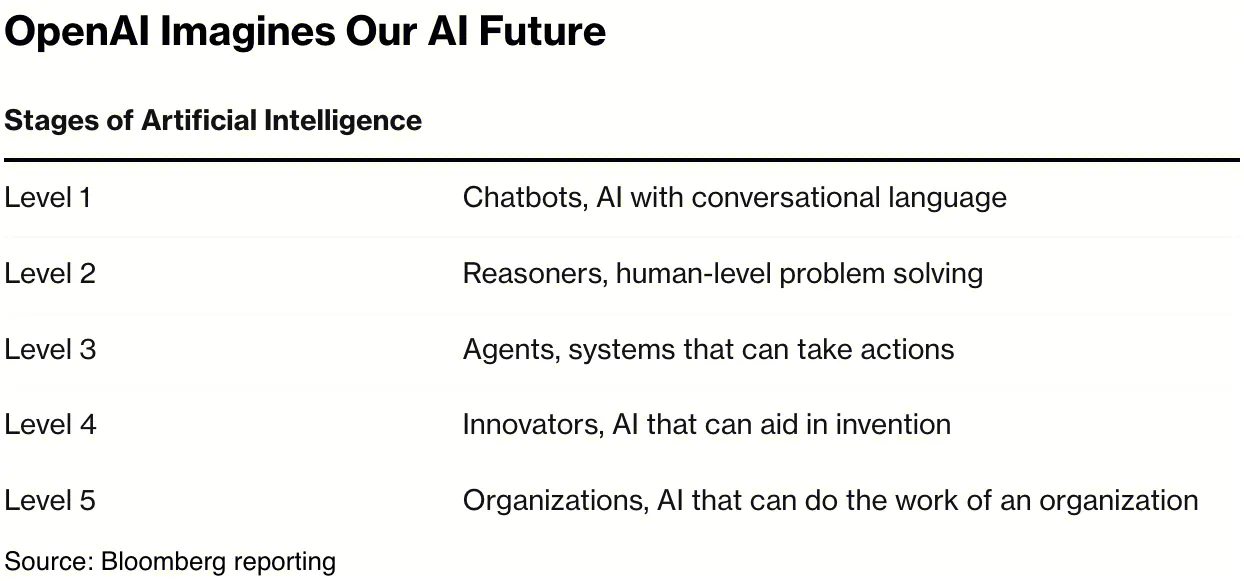 OpenAI Imagines Our AI Future
Stages of Artificial Intelligence
Level 1 Chatbots, AI with conversational language
Level 2 Reasoners, human-level problem solving
Level 3 Agents, systems that can take actions
Level 4 Innovators, AI that can aid in invention
Level 5 Organizations, AI that can do the work of an organization
Source: Bloomberg reporting